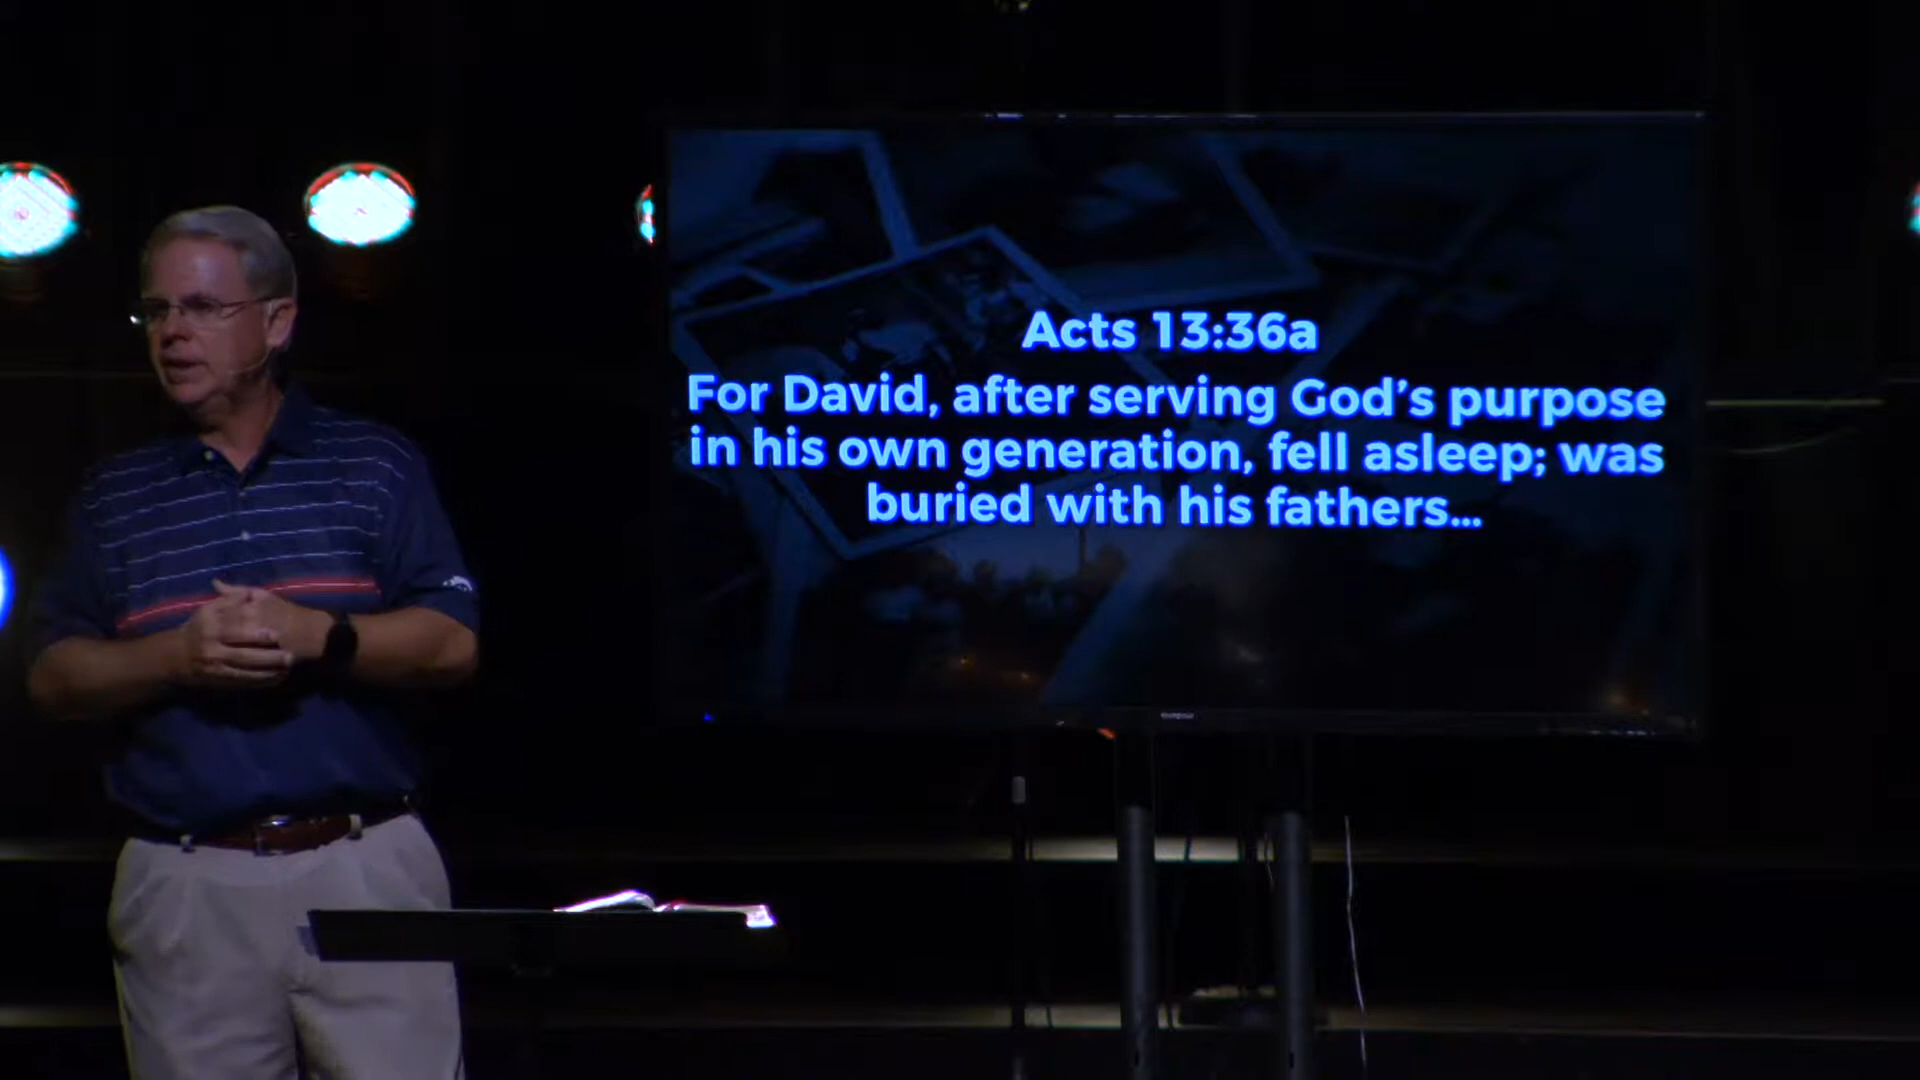 Acts 13:36a
For David, after serving God's purpose
in his own generation, fell asleep; was
buried with his fathers...